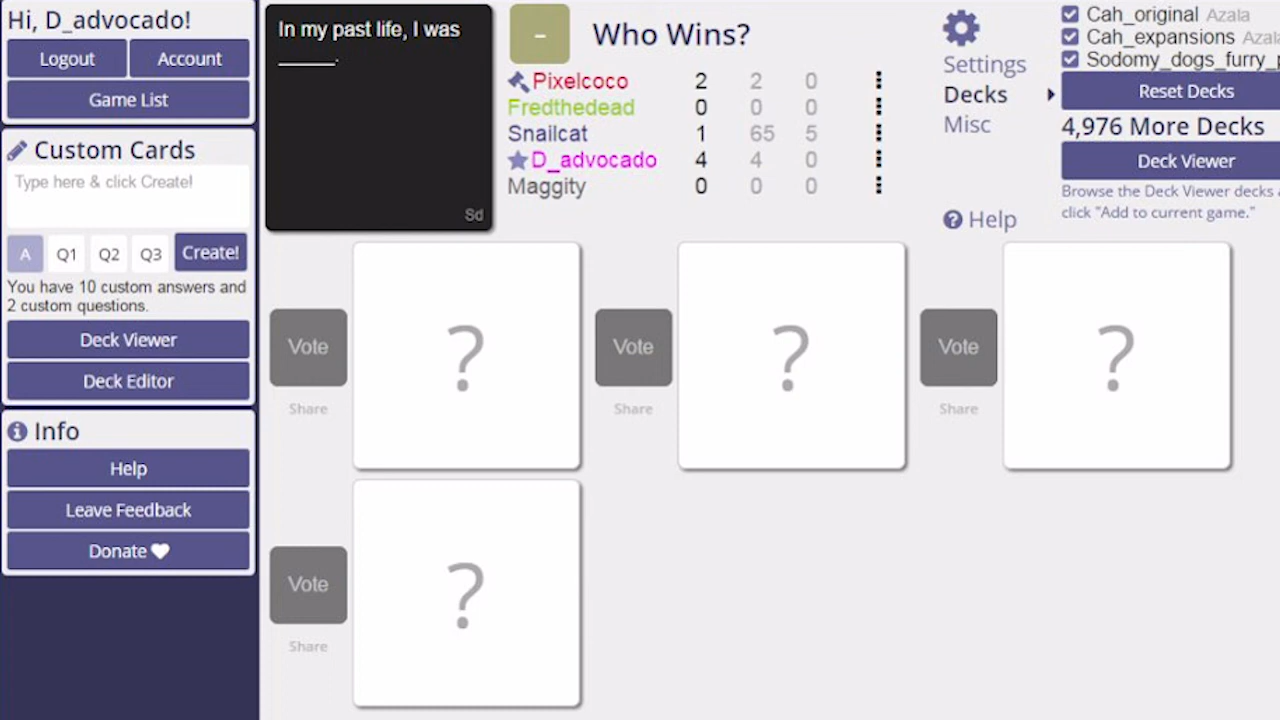 Hi, D_advocado!
Logout
Account
Game List
Custom Cards
Type here & click Create!
A
Q1
Q2
Q3
Create!
You have 10 custom answers and
2 custom questions.
Deck Viewer
Deck Editor
Info
Help
Leave Feedback
Donate
In my past life, I was
______.
Sd
-
Who Wins?
Pixelcoco 2 2 0
Fredthedead 0 0 0
Snailcat 1 65 5
D_advocado 4 4 0
Maggity 0 0 0
Settings
Decks
Misc
Help
Cah_original Azala
Cah_expansions Azala
Sodomy_dogs_furry_
Reset Decks
4,976 More Decks
Deck Viewer
Browse the Deck Viewer decks
click "Add to current game."
Vote
Share
?
Vote
Share
?
Vote
Share
?
Vote
Share
?